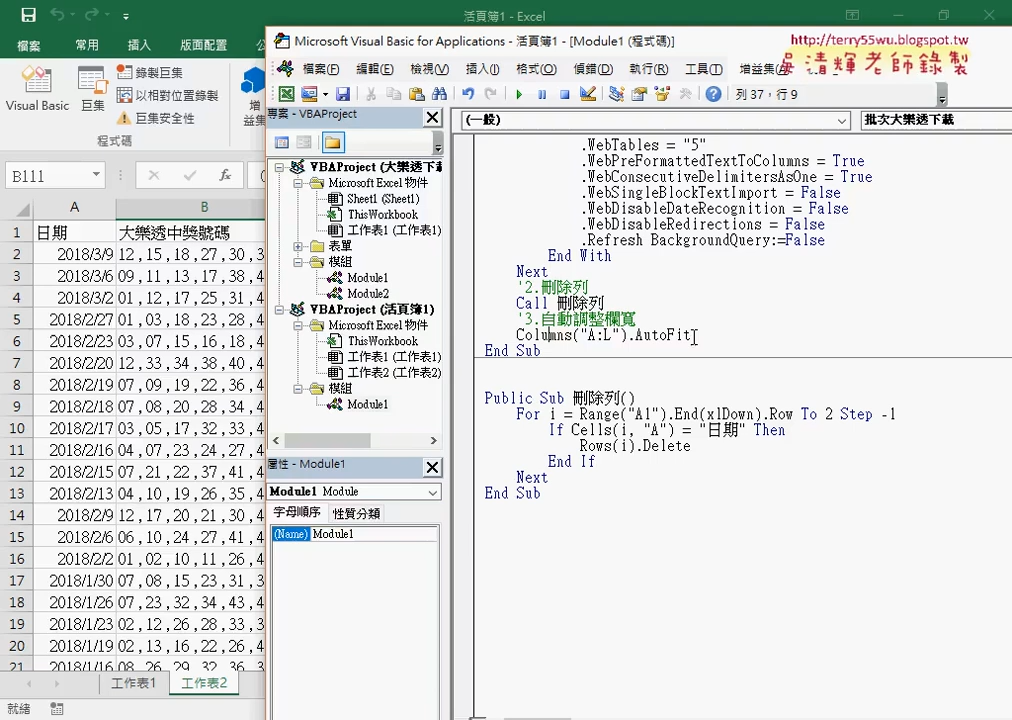 活頁簿1 - Excel
檔案
常用
插入
版面配置
Visual Basic
巨集
錄製巨集
以相對位置錄製
巨集安全性
程式碼
增
益集
B111
A
B
1 日期 大樂透中獎號碼
2 2018/3/9 12,15,18,27,30,3
3 2018/3/6 09,11,13,17,38,4
4 2018/3/2 01,12,17,25,31,4
5 2018/2/27 01,03,18,23,28,4
6 2018/2/23 03,07,15,16,18,4
7 2018/2/20 12,13,30,33,34,4
8 2018/2/19 07,09,19,22,36,4
9 2018/2/18 07,08,20,28,34,4
10 2018/2/17 03,05,17,32,33,4
11 2018/2/16 04,07,23,24,27,4
12 2018/2/15 07,21,22,37,41,4
13 2018/2/13 04,10,19,26,35,4
14 2018/2/9 12,17,20,21,30,4
15 2018/2/6 06,10,24,27,41,4
16 2018/2/2 01,02,10,11,26,4
17 2018/1/30 07,08,15,23,31,3
18 2018/1/26 07,23,32,34,43,4
19 2018/1/23 02,12,26,28,33,3
20 2018/1/19 02,13,16,22,26,4
21 2018/1/16 08,26,29,32,36,3
工作表1
工作表2
就緒
Microsoft Visual Basic for Applications - 活頁簿1 - [Module1 (程式碼)]
http://terry55wu.blogspot.tw
吳清輝老師錄製
檔案(F) 編輯(E) 檢視(V) 插入(I) 格式(O) 偵錯(D) 執行(R) 工具(T) 增益集(A)
列 37，行 9
專案 - VBAProject
VBAProject (大樂透下載
Microsoft Excel 物件
Sheet1 (Sheet1)
ThisWorkbook
工作表1 (工作表1)
表單
模組
Module1
Module2
VBAProject (活頁簿1)
Microsoft Excel 物件
ThisWorkbook
工作表1 (工作表1)
工作表2 (工作表2)
模組
Module1
屬性 - Module1
Module1 Module
字母順序
性質分類
(Name) Module1
(一般)
批次大樂透下載
.WebTables = "5"
.WebPreFormattedTextToColumns = True
.WebConsecutiveDelimitersAsOne = True
.WebSingleBlockTextImport = False
.WebDisableDateRecognition = False
.WebDisableRedirections = False
.Refresh BackgroundQuery:=False
End With
Next
'2.刪除列
Call 刪除列
'3.自動調整欄寬
Columns("A:L").AutoFit
End Sub
Public Sub 刪除列()
For i = Range("A1").End(xlDown).Row To 2 Step -1
If Cells(i, "A") = "日期" Then
Rows(i).Delete
End If
Next
End Sub